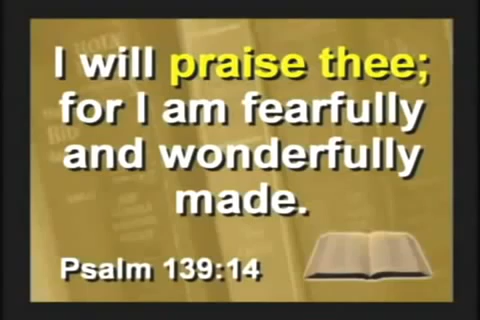 I will praise thee;
for I am fearfully
and wonderfully
made.
Psalm 139:14